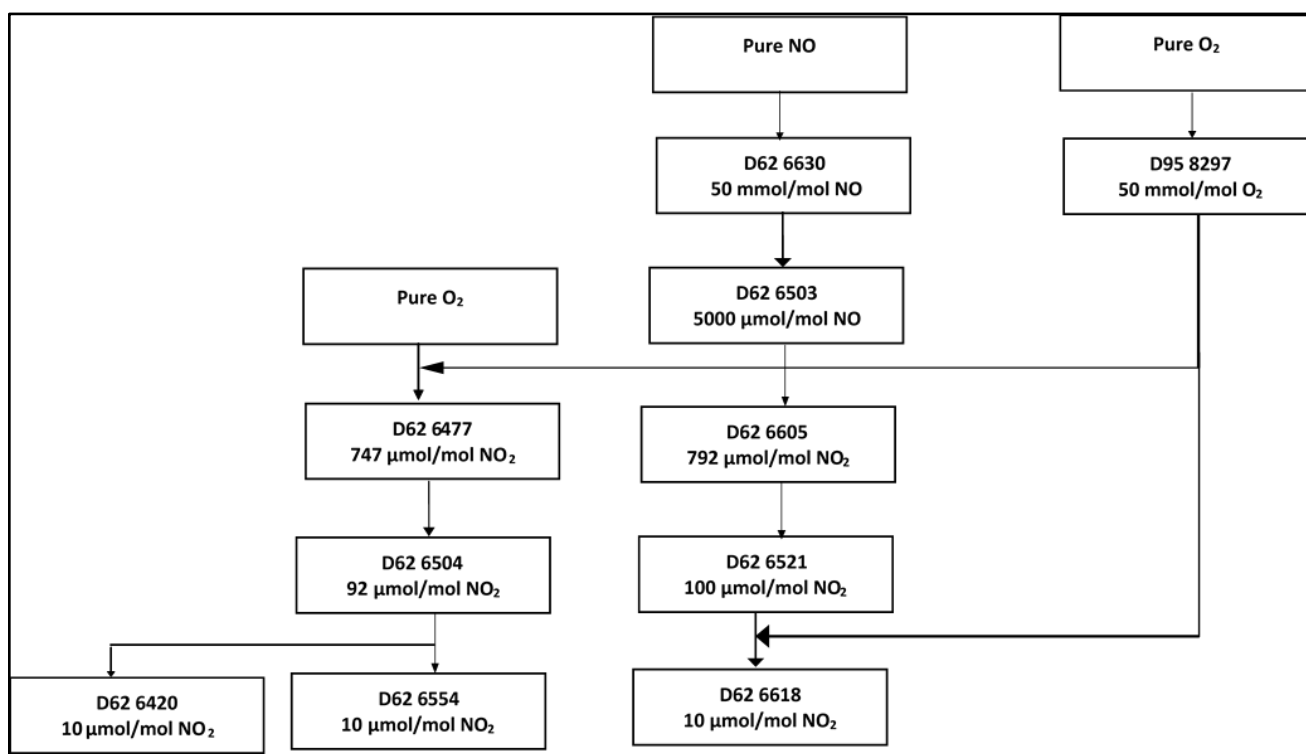 Pure NO
Pure O₂
D62 6630
50 mmol/mol NO
D95 8297
50 mmol/mol O₂
Pure O₂
D62 6503
5000 µmol/mol NO
D62 6477
747 µmol/mol NO₂
D62 6605
792 µmol/mol NO₂
D62 6504
92 µmol/mol NO₂
D62 6521
100 µmol/mol NO₂
D62 6420
10 µmol/mol NO₂
D62 6554
10 µmol/mol NO₂
D62 6618
10 µmol/mol NO₂